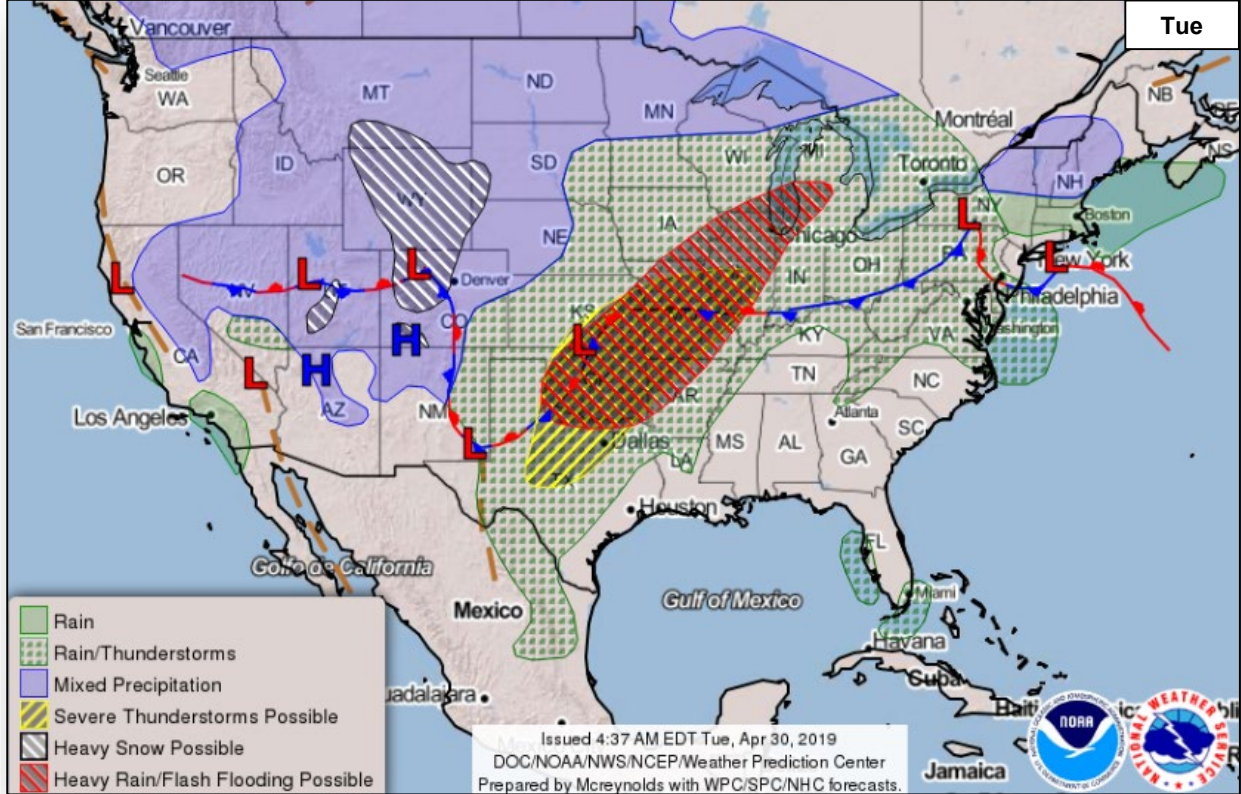 Tue
Vancouver
Seattle
WA
MT
ND
MN
NB
Montréal
NS
OR
ID
SD
WI
MI
Toronto
NH
WY
NE
IA
NY
Boston
Chicago
L
L
New York
L
L
L
Denver
IN
OH
Philadelphia
NV
KS
CO
Washington
San Francisco
CA
H
H
L
KY
VA
L
TN
NC
AZ
NM
AR
Los Angeles
Atlanta
SC
L
Dallas
MS
AL
GA
LA
TX
Houston
FL
Golfo de California
Mexico
Gulf of Mexico
Miami
Havana
Cuba
Jamaica
uadalajara
Rain
Rain/Thunderstorms
Mixed Precipitation
Severe Thunderstorms Possible
Heavy Snow Possible
Heavy Rain/Flash Flooding Possible
Issued 4:37 AM EDT Tue, Apr 30, 2019
DOC/NOAA/NWS/NCEP/Weather Prediction Center
Prepared by Mcreynolds with WPC/SPC/NHC forecasts.
NOAA
NATIONAL WEATHER SERVICE